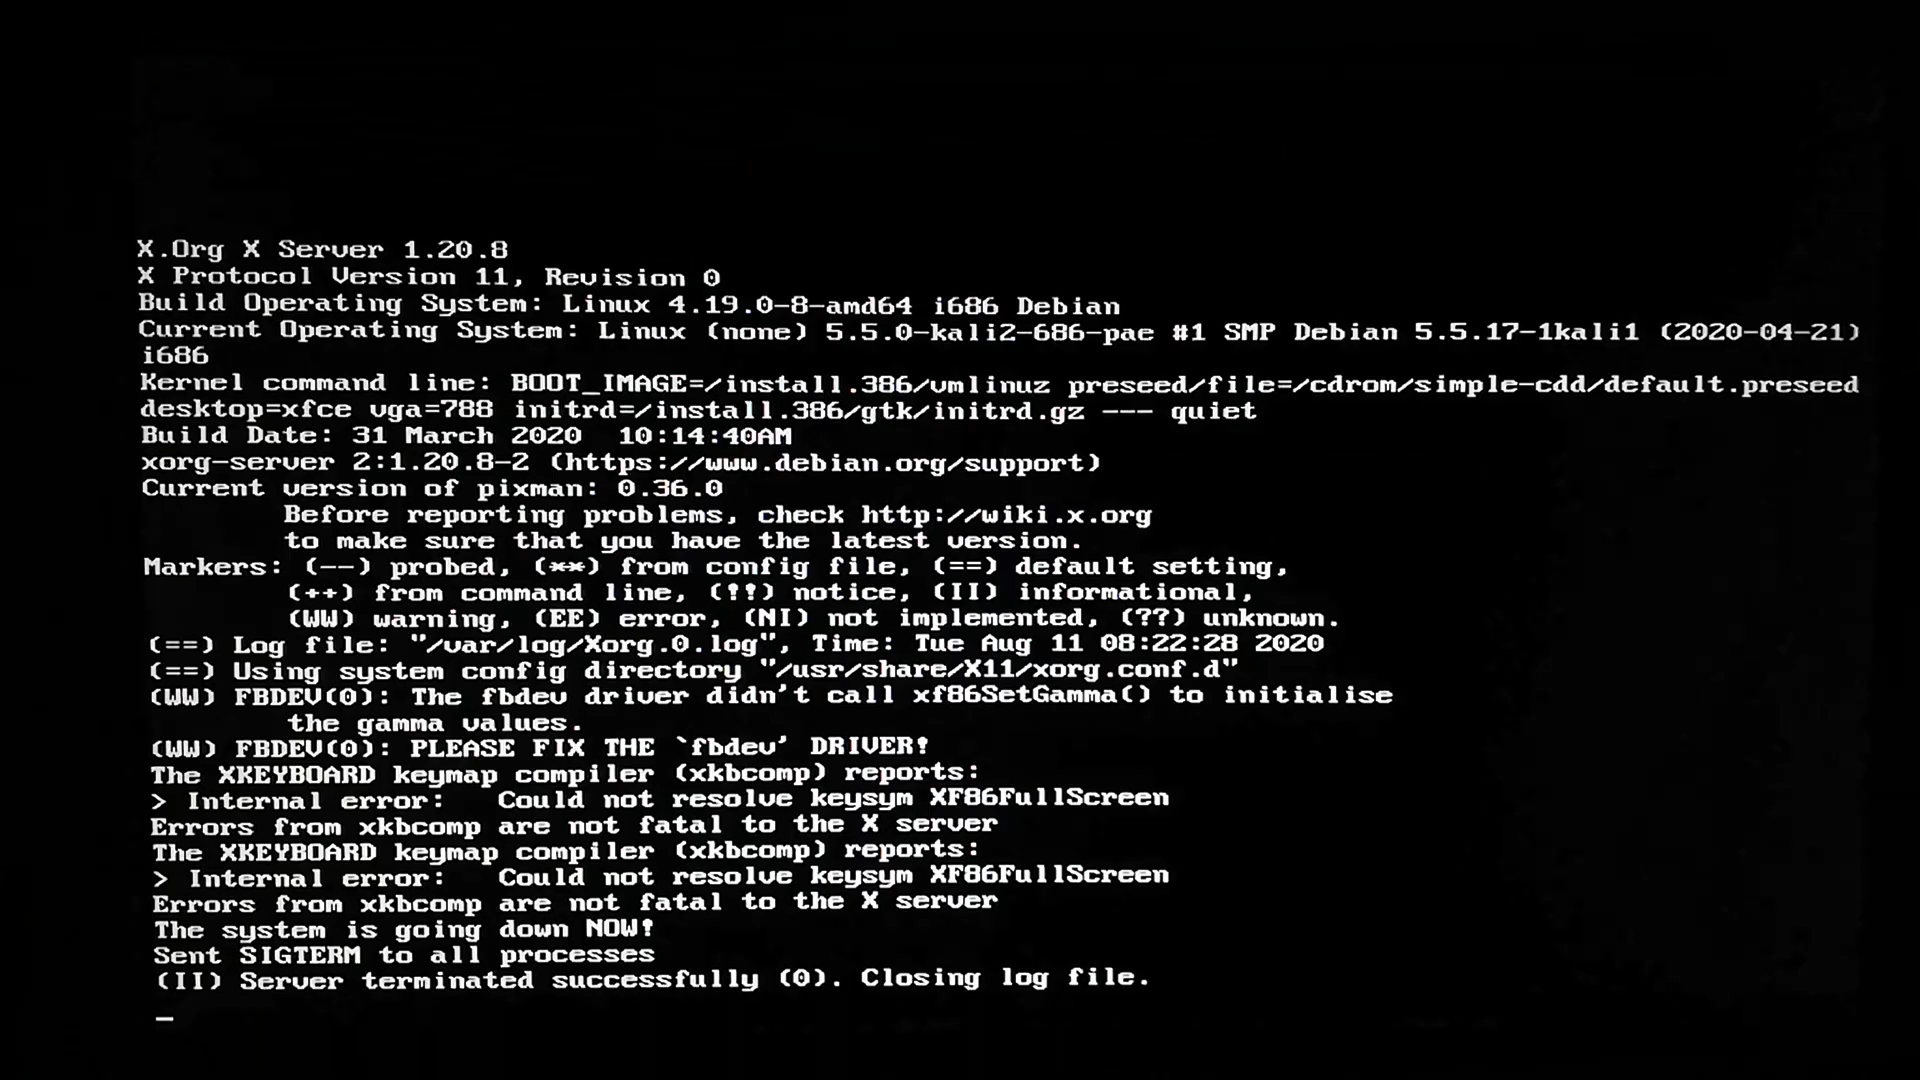 X.Org X Server 1.20.8
X Protocol Version 11, Revision 0
Build Operating System: Linux 4.19.0-8-amd64 i686 Debian
Current Operating System: Linux (none) 5.5.0-kali2-686-pae #1 SMP Debian 5.5.17-1kali1 (2020-04-21)
i686
Kernel command line: BOOT_IMAGE=/install.386/vmlinuz preseed/file=/cdrom/simple-cdd/default.preseed
desktop=xfce vga=788 initrd=/install.386/gtk/initrd.gz --- quiet
Build Date: 31 March 2020  10:14:40AM
xorg-server 2:1.20.8-2 (https://www.debian.org/support)
Current version of pixman: 0.36.0
Before reporting problems, check http://wiki.x.org
to make sure that you have the latest version.
Markers: (--) probed, (**) from config file, (==) default setting,
(++) from command line, (!!) notice, (II) informational,
(WW) warning, (EE) error, (NI) not implemented, (??) unknown.
(==) Log file: "/var/log/Xorg.0.log", Time: Tue Aug 11 08:22:28 2020
(==) Using system config directory "/usr/share/X11/xorg.conf.d"
(WW) FBDEV(0): The fbdev driver didn't call xf86SetGamma() to initialise
the gamma values.
(WW) FBDEV(0): PLEASE FIX THE `fbdev' DRIVER!
The XKEYBOARD keymap compiler (xkbcomp) reports:
> Internal error:   Could not resolve keysym XF86FullScreen
Errors from xkbcomp are not fatal to the X server
The XKEYBOARD keymap compiler (xkbcomp) reports:
> Internal error:   Could not resolve keysym XF86FullScreen
Errors from xkbcomp are not fatal to the X server
The system is going down NOW!
Sent SIGTERM to all processes
(II) Server terminated successfully (0). Closing log file.
_